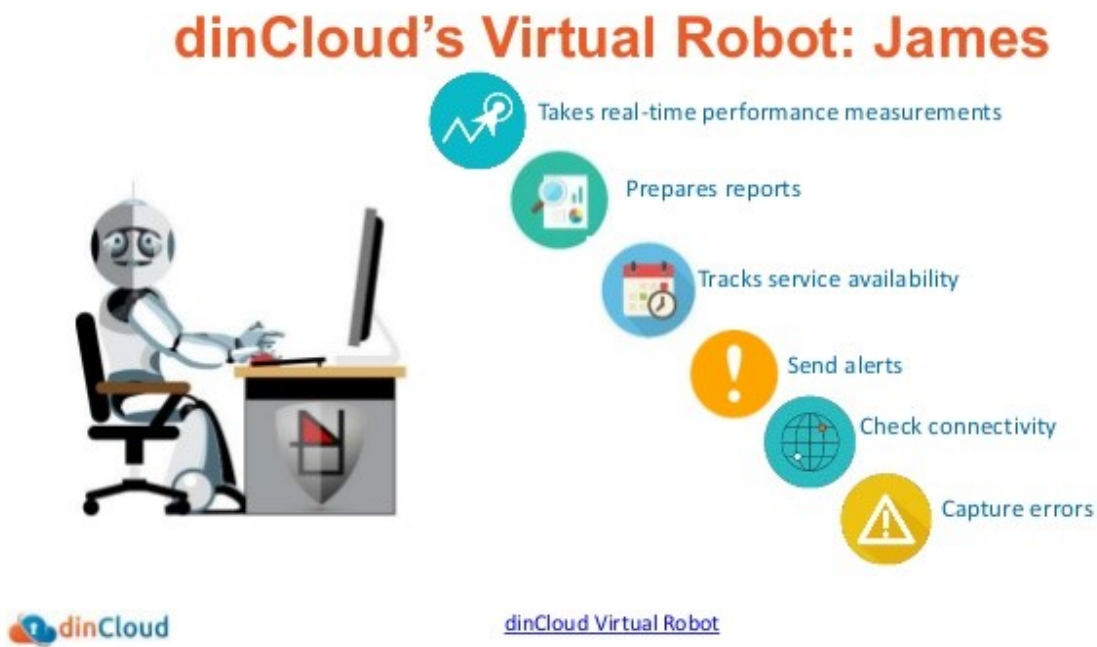 dinCloud's Virtual Robot: James
Takes real-time performance measurements
Prepares reports
Tracks service availability
Send alerts
Check connectivity
Capture errors
dinCloud
dinCloud Virtual Robot